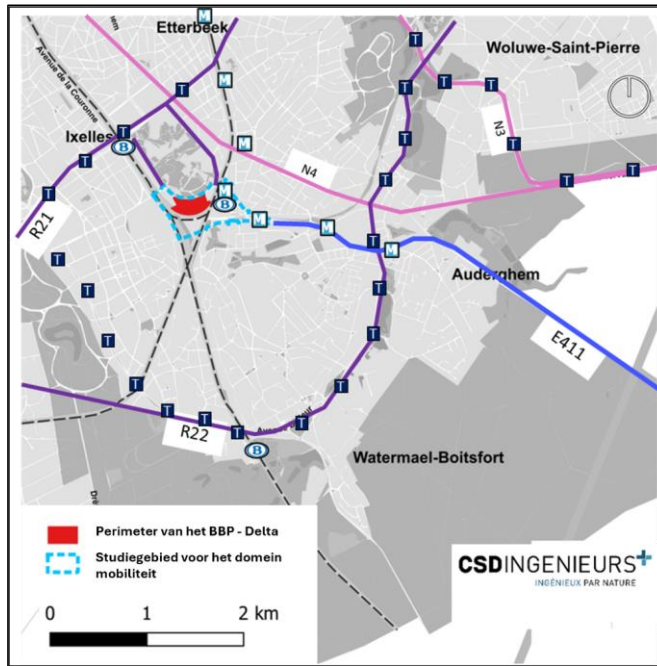 Etterbeek
M
Woluwe-Saint-Pierre
Avenue de la Couronne
T
T
M
T
T
T
N3
Ixelles
T
B
M
T
T
T
N4
T
T
T
M
B
T
R21
M
M
T
M
T
Auderghem
T
T
E411
T
T
T
T
T
T
T
R22
T
B
Watermael-Boitsfort
Perimeter van het BBP - Delta
Studiegebied voor het domein
mobiliteit
CSDINGENIEURS+
INGÉNIEUX PAR NATURE
0 1 2 km